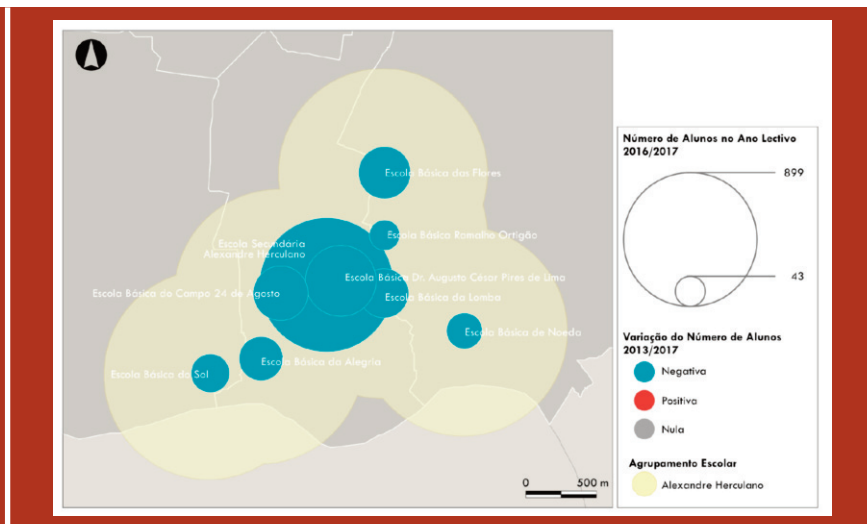 Escola Básica das Flores
Escola Básica Ramalho Ortigão
Escola Secundária
Alexandre Herculano
Escola Básica Dr. Augusto César Pires de Lima
Escola Básica do Campo 24 de Agosto
Escola Básica da Lomba
Escola Básica de Noeda
Escola Básica da Alegria
Escola Básica do Sol
0 500 m
Número de Alunos no Ano Lectivo
2016/2017
899
43
Variação do Número de Alunos
2013/2017
Negativa
Positiva
Nula
Agrupamento Escolar
Alexandre Herculano